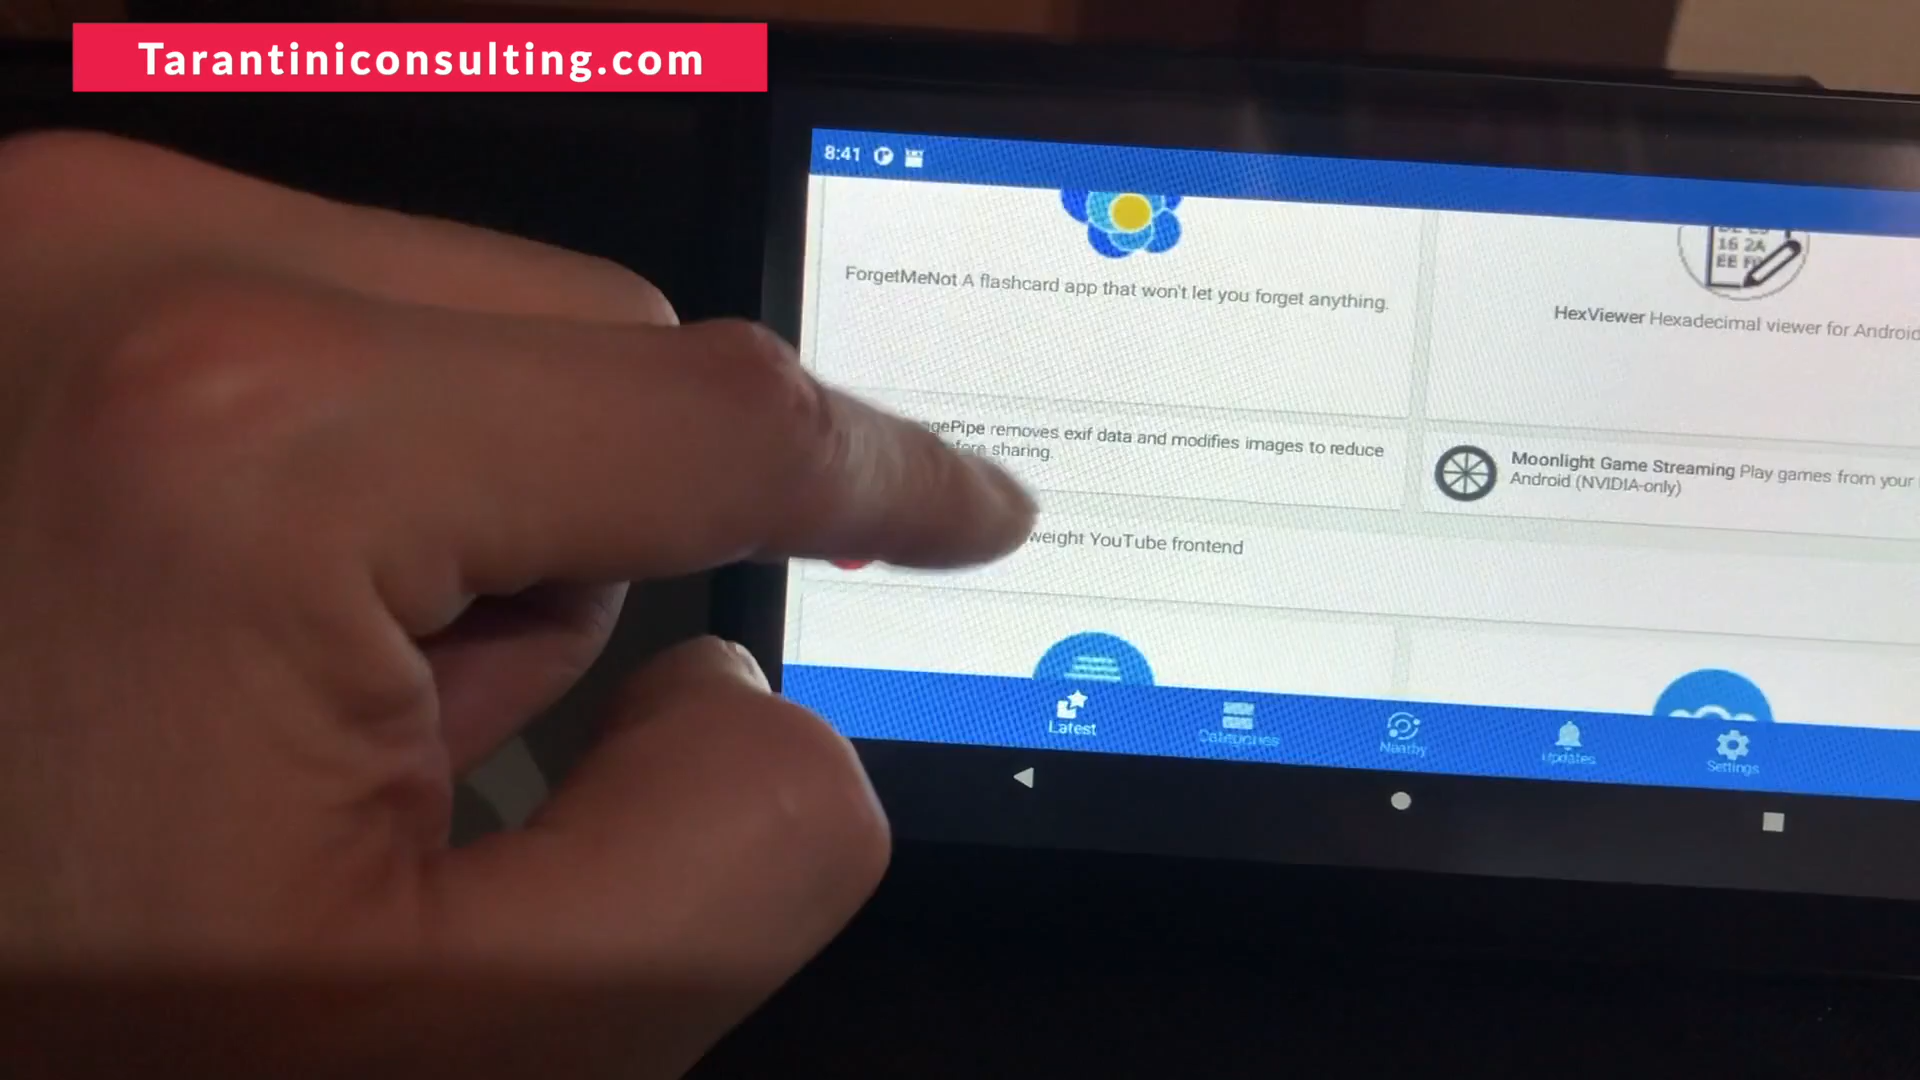 Tarantiniconsulting.com
8:41
ForgetMeNot A flashcard app that won't let you forget anything.
16 2A
EE
HexViewer Hexadecimal viewer for Android
removes exif data and modifies images to reduce
sharing.
Moonlight Game Streaming Play games from your
Android (NVIDIA-only)
YouTube frontend
Latest
Categories
Nearby
Updates
Settings